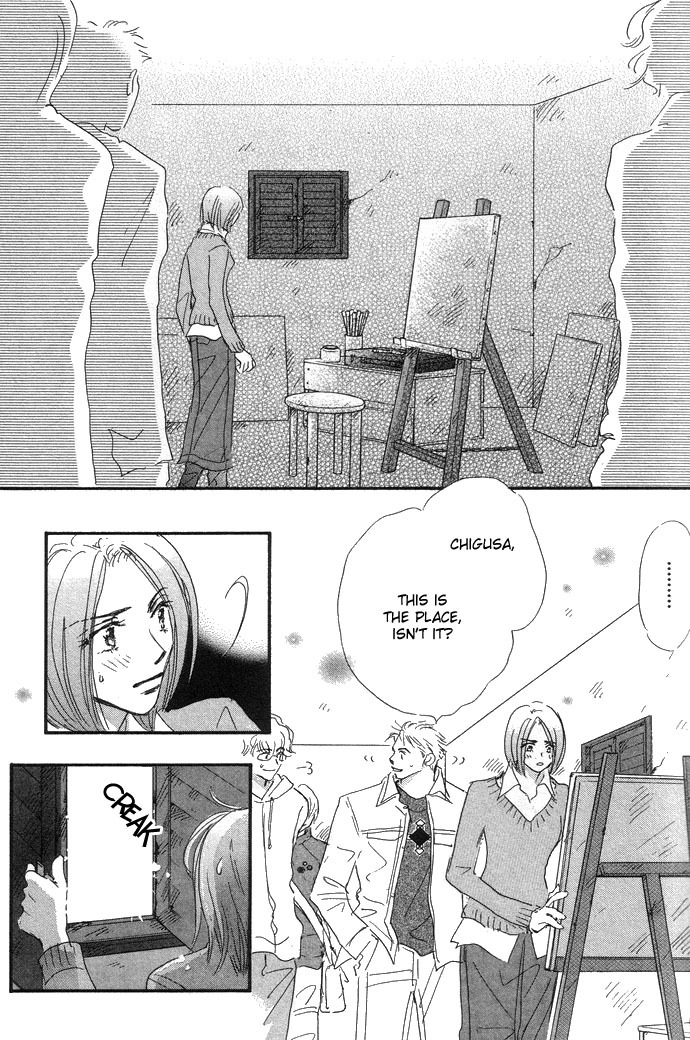 .........
CHIGUSA,
THIS IS
THE PLACE,
ISN'T IT?
CREAK